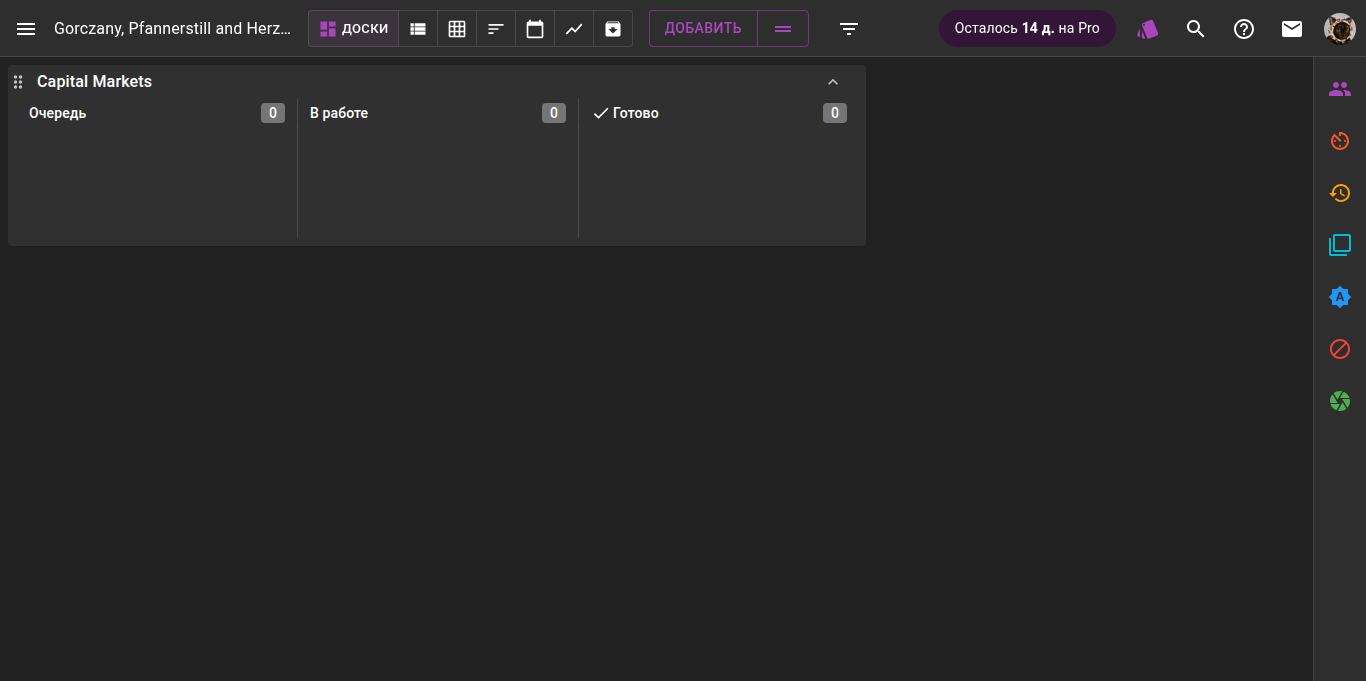 Gorczany, Pfannerstill and Herz...
ДОСКИ
ДОБАВИТЬ
Осталось 14 д. на Pro
Capital Markets
Очередь 0
В работе 0
Готово 0
A